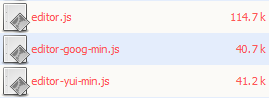 editor.js 114.7 k
editor-goog-min.js 40.7 k
editor-yui-min.js 41.2 k